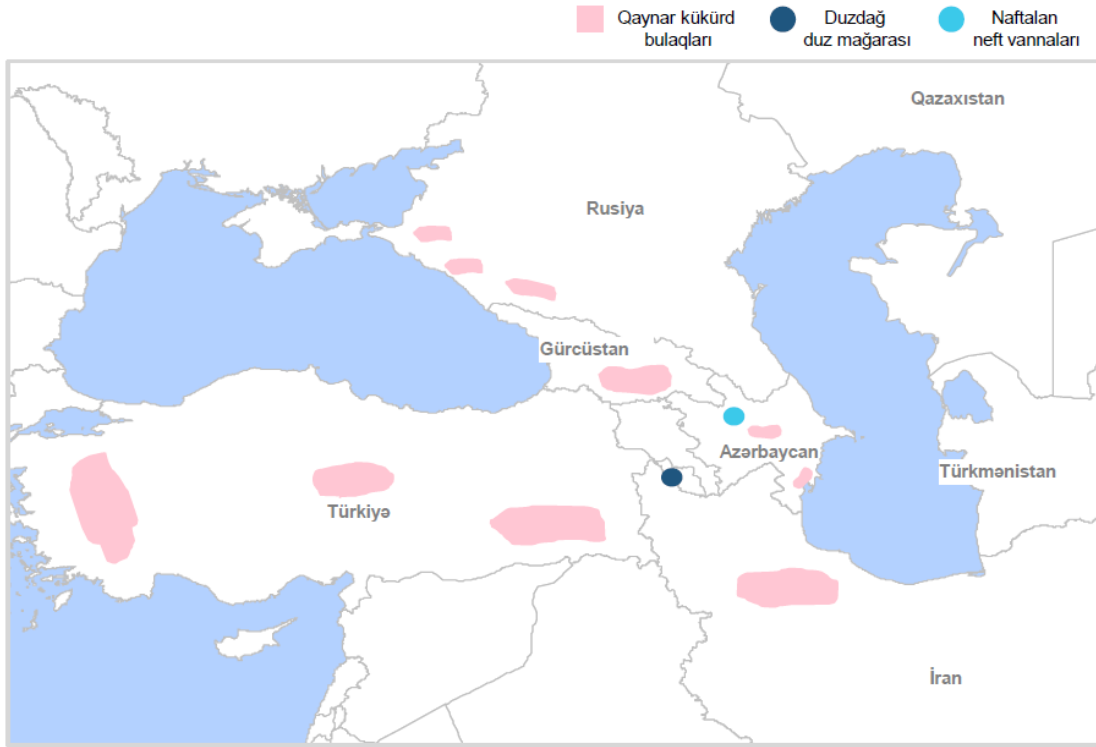 Qaynar kükürd
bulaqları
Duzdağ
duz mağarası
Naftalan
neft vannaları
Qazaxıstan
Rusiya
Gürcüstan
Azərbaycan
Türkmənistan
Türkiyə
İran